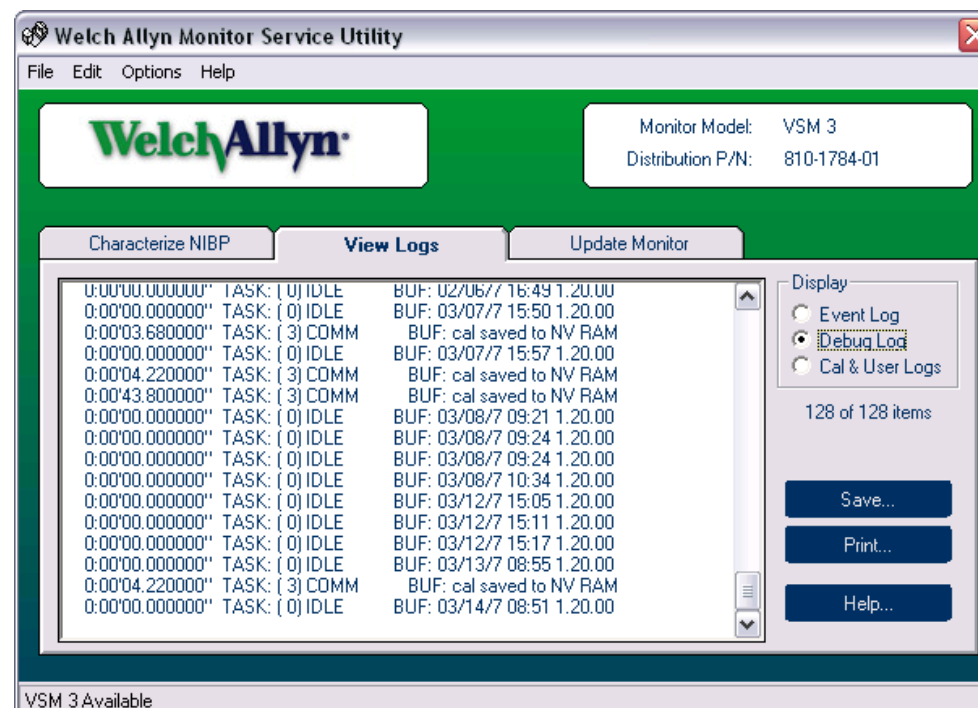 Welch Allyn Monitor Service Utility
File Edit Options Help
WelchAllyn
Monitor Model: VSM 3
Distribution P/N: 810-1784-01
Characterize NIBP View Logs Update Monitor
0:00'00.000000" TASK: ( 0) IDLE BUF: 02/06/7 16:49 1.20.00
0:00'00.000000" TASK: ( 0) IDLE BUF: 03/07/7 15:50 1.20.00
0:00'03.680000" TASK: ( 3) COMM BUF: cal saved to NV RAM
0:00'00.000000" TASK: ( 0) IDLE BUF: 03/07/7 15:57 1.20.00
0:00'04.220000" TASK: ( 3) COMM BUF: cal saved to NV RAM
0:00'43.800000" TASK: ( 3) COMM BUF: cal saved to NV RAM
0:00'00.000000" TASK: ( 0) IDLE BUF: 03/08/7 09:21 1.20.00
0:00'00.000000" TASK: ( 0) IDLE BUF: 03/08/7 09:24 1.20.00
0:00'00.000000" TASK: ( 0) IDLE BUF: 03/08/7 09:24 1.20.00
0:00'00.000000" TASK: ( 0) IDLE BUF: 03/08/7 10:34 1.20.00
0:00'00.000000" TASK: ( 0) IDLE BUF: 03/12/7 15:05 1.20.00
0:00'00.000000" TASK: ( 0) IDLE BUF: 03/12/7 15:11 1.20.00
0:00'00.000000" TASK: ( 0) IDLE BUF: 03/12/7 15:17 1.20.00
0:00'00.000000" TASK: ( 0) IDLE BUF: 03/13/7 08:55 1.20.00
0:00'04.220000" TASK: ( 3) COMM BUF: cal saved to NV RAM
0:00'00.000000" TASK: ( 0) IDLE BUF: 03/14/7 08:51 1.20.00
Display
Event Log
Debug Log
Cal & User Logs
128 of 128 items
Save...
Print...
Help...
VSM 3 Available